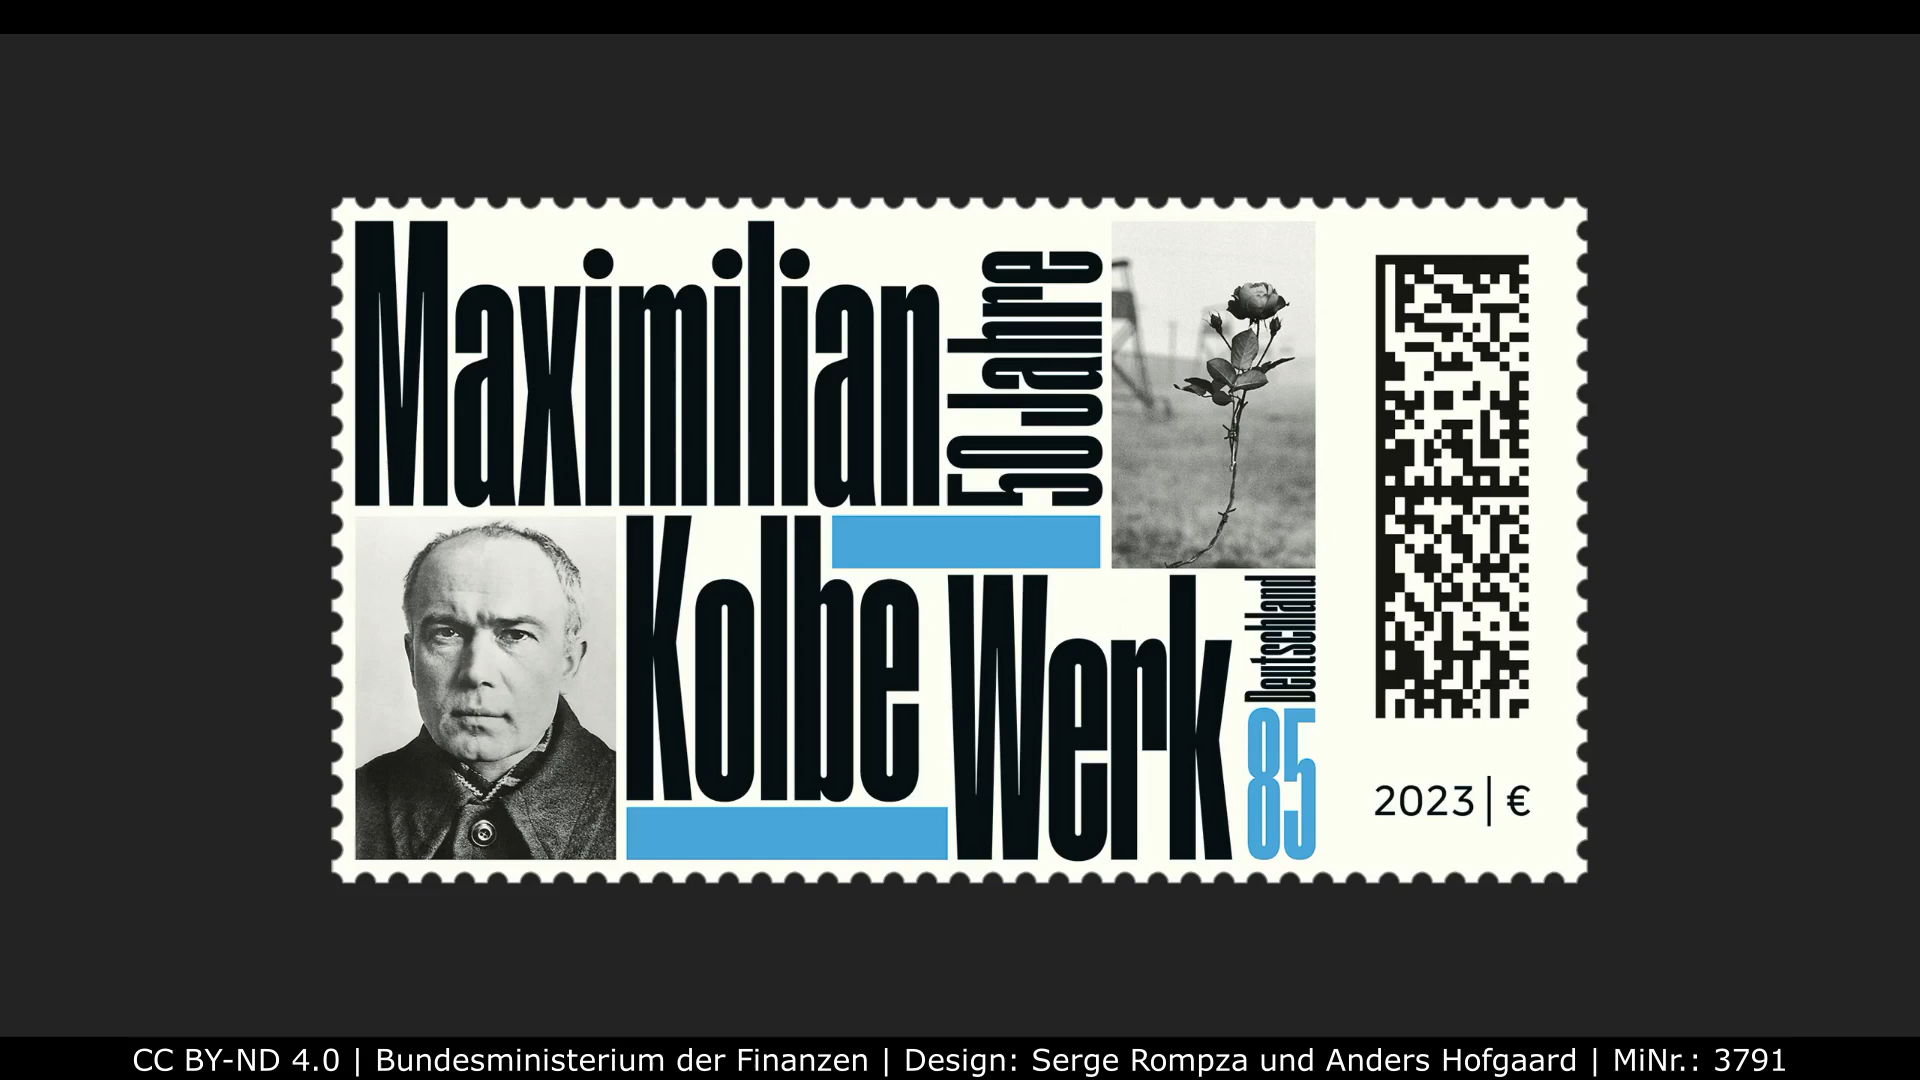 Maximilian
50 Jahre
Kolbe
Werk
Deutschland
85
2023 | €
CC BY-ND 4.0 | Bundesministerium der Finanzen | Design: Serge Rompza und Anders Hofgaard | MiNr.: 3791